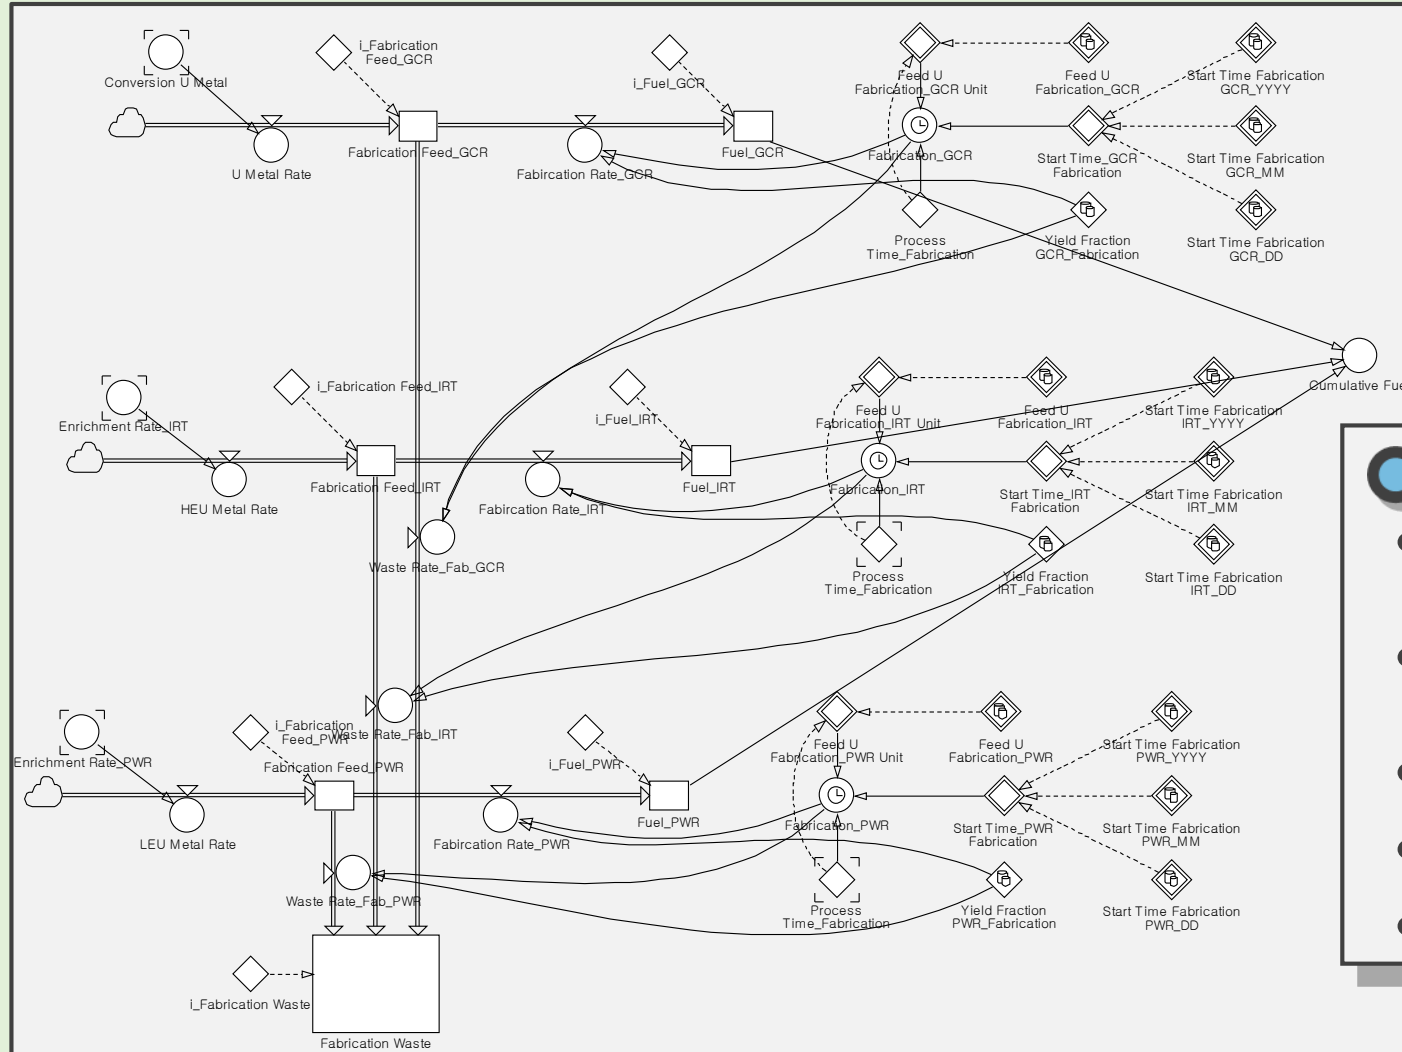 i_Fabrication
Feed_GCR
Conversion U Metal
i_Fuel_GCR
Feed U
Fabrication_GCR Unit
Feed U
Fabrication_GCR
Start Time Fabrication
GCR_YYYY
U Metal Rate
Fabrication Feed_GCR
Fabircation Rate_GCR
Fuel_GCR
Fabrication_GCR
Start Time_GCR
Fabrication
Start Time Fabrication
GCR_MM
Process
Time_Fabrication
Yield Fraction
GCR_Fabrication
Start Time Fabrication
GCR_DD
Cumulative Fue
Enrichment Rate_IRT
i_Fabrication Feed_IRT
i_Fuel_IRT
Feed U
Fabrication_IRT Unit
Feed U
Fabrication_IRT
Start Time Fabrication
IRT_YYYY
HEU Metal Rate
Fabrication Feed_IRT
Fabircation Rate_IRT
Fuel_IRT
Fabrication_IRT
Start Time_IRT
Fabrication
Start Time Fabrication
IRT_MM
Waste Rate_Fab_GCR
Process
Time_Fabrication
Yield Fraction
IRT_Fabrication
Start Time Fabrication
IRT_DD
Waste Rate_Fab_IRT
Enrichment Rate_PWR
i_Fabrication
Feed_PWR
i_Fuel_PWR
Feed U
Fabrication_PWR Unit
Feed U
Fabrication_PWR
Start Time Fabrication
PWR_YYYY
Fabrication Feed_PWR
LEU Metal Rate
Fabircation Rate_PWR
Fuel_PWR
Fabrication_PWR
Start Time_PWR
Fabrication
Start Time Fabrication
PWR_MM
Waste Rate_Fab_PWR
Process
Time_Fabrication
Yield Fraction
PWR_Fabrication
Start Time Fabrication
PWR_DD
i_Fabrication Waste
Fabrication Waste